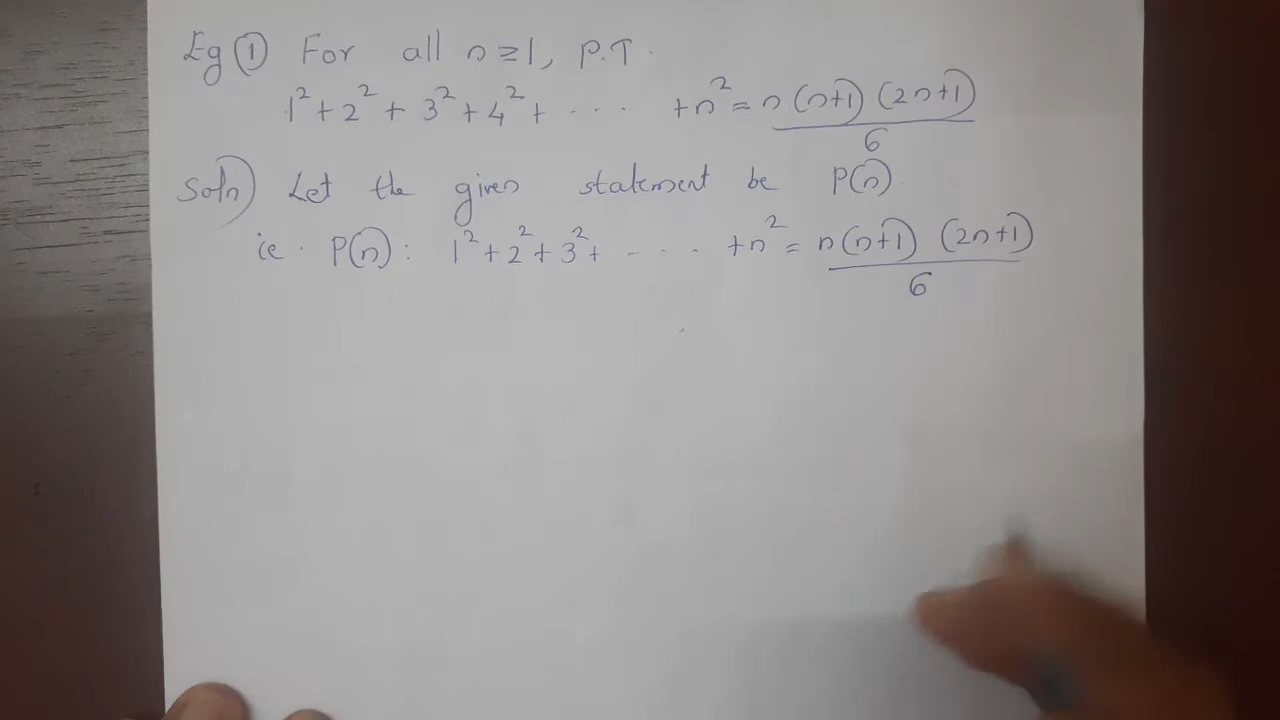 Eg ① For all n ≥ 1, P.T.
1² + 2² + 3² + 4² + .... + n² = n(n+1)(2n+1)/6
Soln) Let the given statement be P(n).
ie. P(n): 1² + 2² + 3² + .... + n² = n(n+1)(2n+1)/6